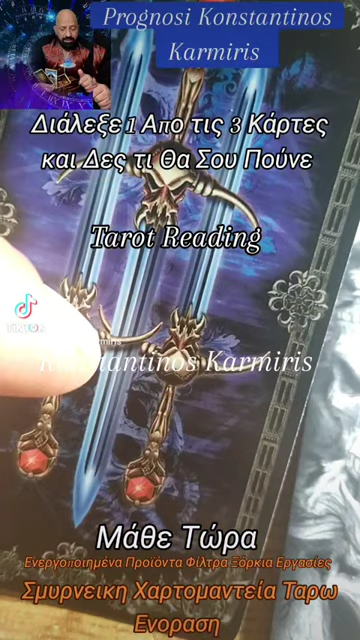 Prognosi Konstantinos
Karmiris
Διάλεξε 1 Απο τις 3 Κάρτες
και Δες τι Θα Σου Πούνε
Tarot Reading
TikTok
Konstantinos Karmiris
Μάθε Τώρα
Ενεργοποιημένα Προϊόντα Φίλτρα Ξόρκια Εργασίες
Σμυρνεικη Χαρτομαντεία Ταρω
Ενοραση